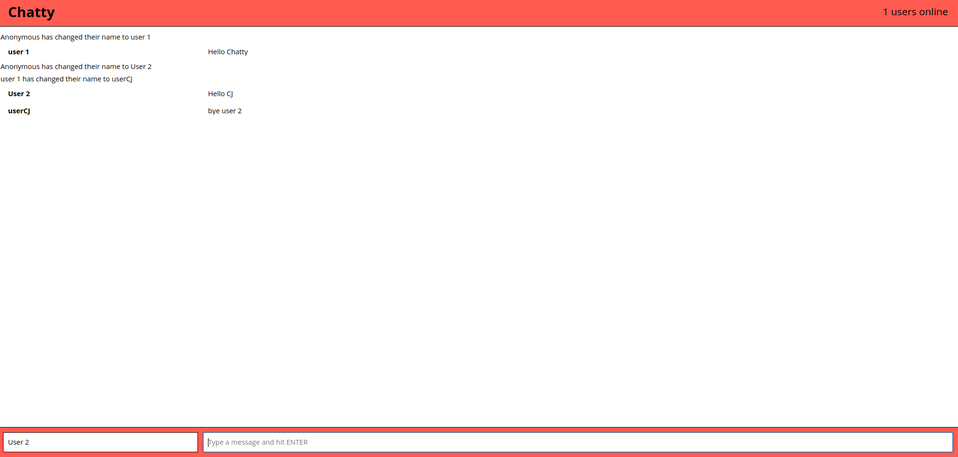 Chatty 1 users online
Anonymous has changed their name to user 1
user 1 Hello Chatty
Anonymous has changed their name to User 2
user 1 has changed their name to userCJ
User 2 Hello CJ
userCJ bye user 2
User 2 Type a message and hit ENTER